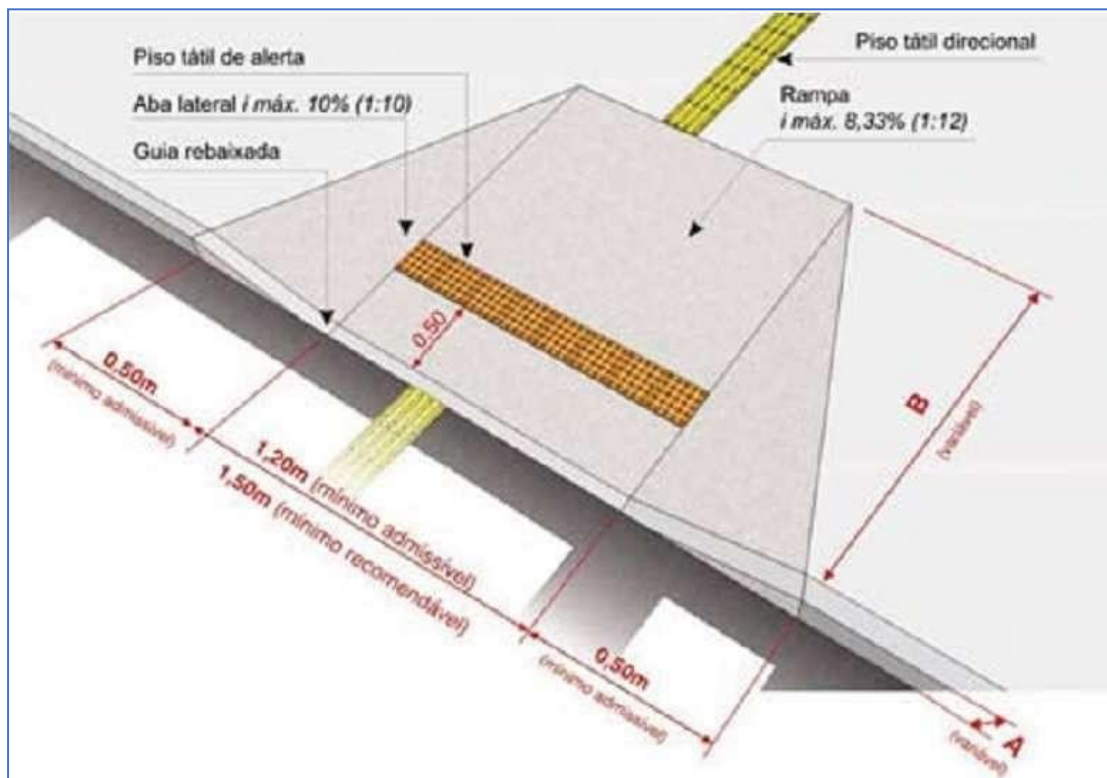 Piso tátil de alerta
Aba lateral i máx. 10% (1:10)
Guia rebaixada
Piso tátil direcional
Rampa
i máx. 8,33% (1:12)
0.50
0,50m
(mínimo admissível)
1,20m (mínimo admissível)
1,50m (mínimo recomendável)
0,50m
(mínimo admissível)
B
(variável)
A
(variável)